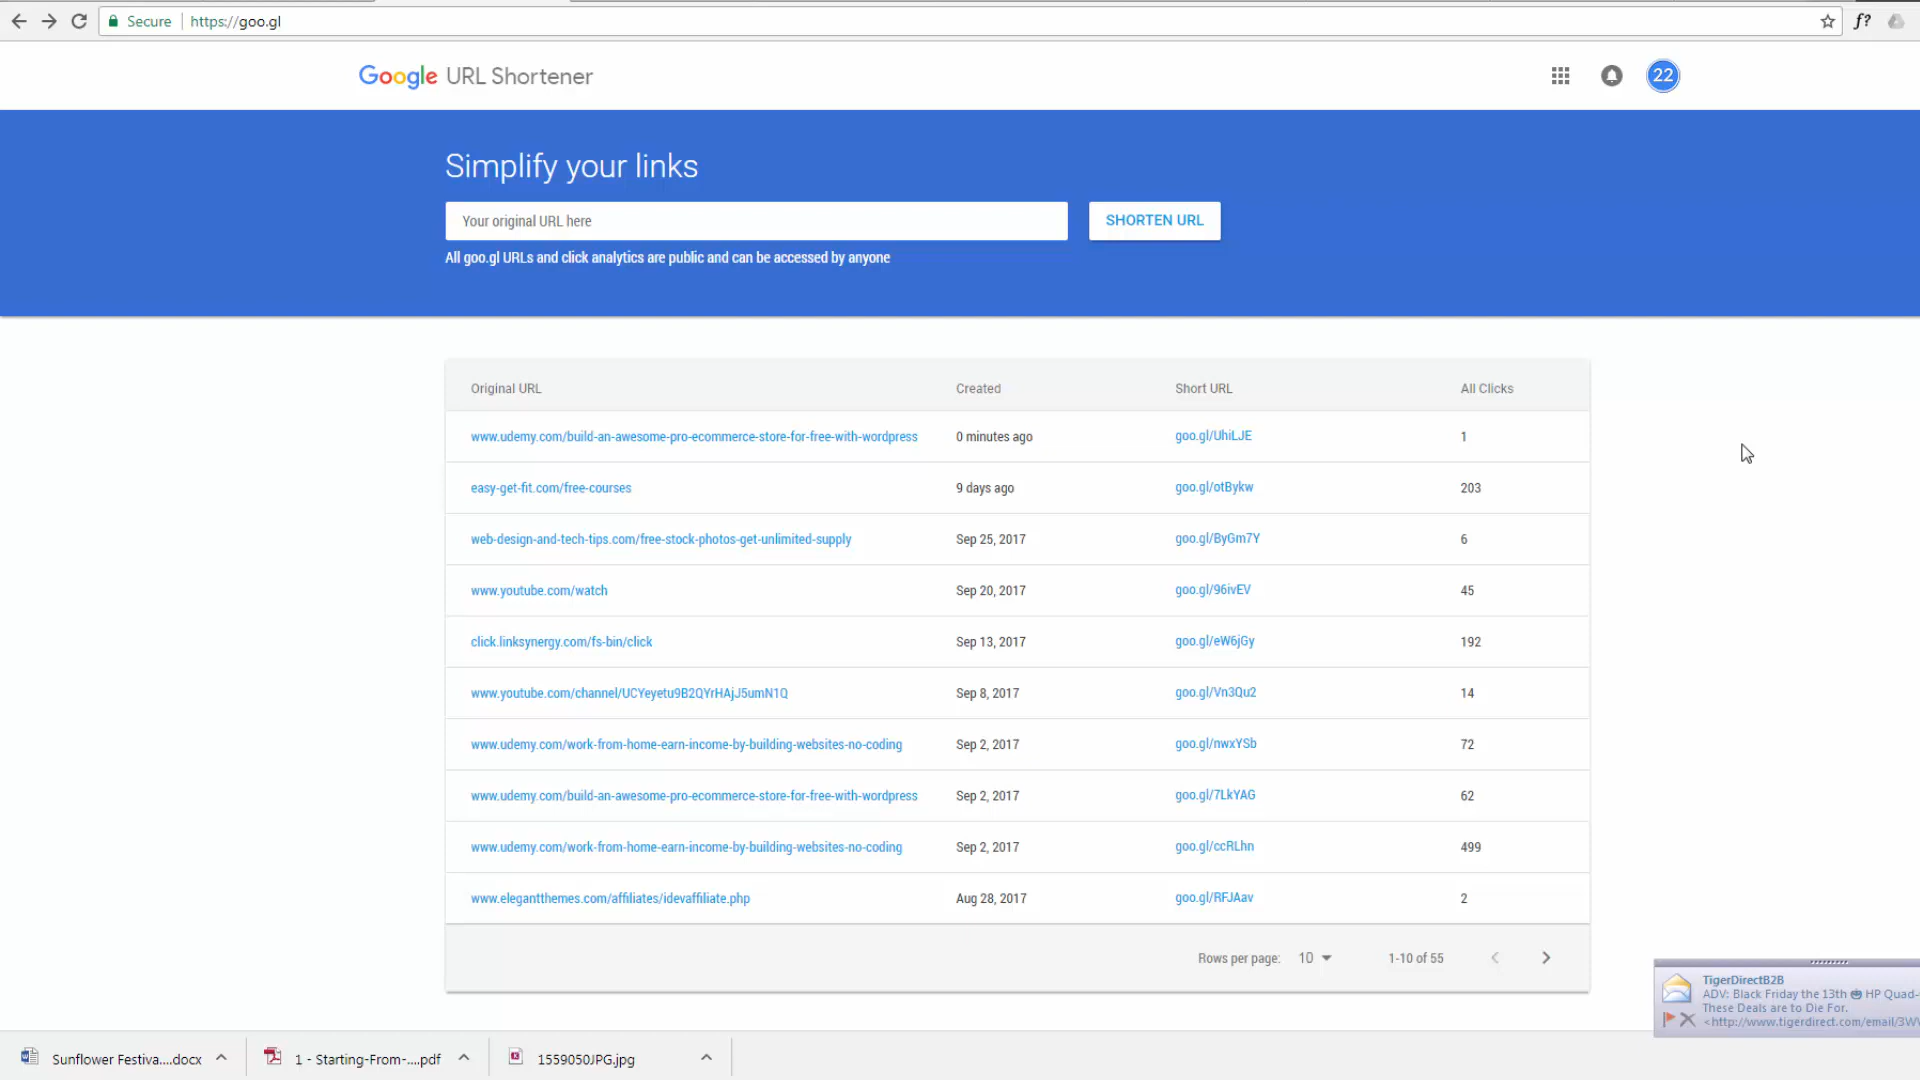 Secure https://goo.gl
f?
Google URL Shortener
22
Simplify your links
Your original URL here
SHORTEN URL
All goo.gl URLs and click analytics are public and can be accessed by anyone
Original URL Created Short URL All Clicks
www.udemy.com/build-an-awesome-pro-ecommerce-store-for-free-with-wordpress 0 minutes ago goo.gl/UhiLJE 1
easy-get-fit.com/free-courses 9 days ago goo.gl/otBykw 203
web-design-and-tech-tips.com/free-stock-photos-get-unlimited-supply Sep 25, 2017 goo.gl/ByGm7Y 6
www.youtube.com/watch Sep 20, 2017 goo.gl/96ivEV 45
click.linksynergy.com/fs-bin/click Sep 13, 2017 goo.gl/eW6jGy 192
www.youtube.com/channel/UCYeyetu9B2QYrHAjJ5umN1Q Sep 8, 2017 goo.gl/Vn3Qu2 14
www.udemy.com/work-from-home-earn-income-by-building-websites-no-coding Sep 2, 2017 goo.gl/nwxYSb 72
www.udemy.com/build-an-awesome-pro-ecommerce-store-for-free-with-wordpress Sep 2, 2017 goo.gl/7LkYAG 62
www.udemy.com/work-from-home-earn-income-by-building-websites-no-coding Sep 2, 2017 goo.gl/ccRLhn 499
www.elegantthemes.com/affiliates/idevaffiliate.php Aug 28, 2017 goo.gl/RFJAav 2
Rows per page: 10 1-10 of 55
TigerDirectB2B
ADV: Black Friday the 13th 🎃 HP Quad-
These Deals are to Die For.
<http://www.tigerdirect.com/email/3W
Sunflower Festiva....docx
1 - Starting-From-....pdf
1559050JPG.jpg